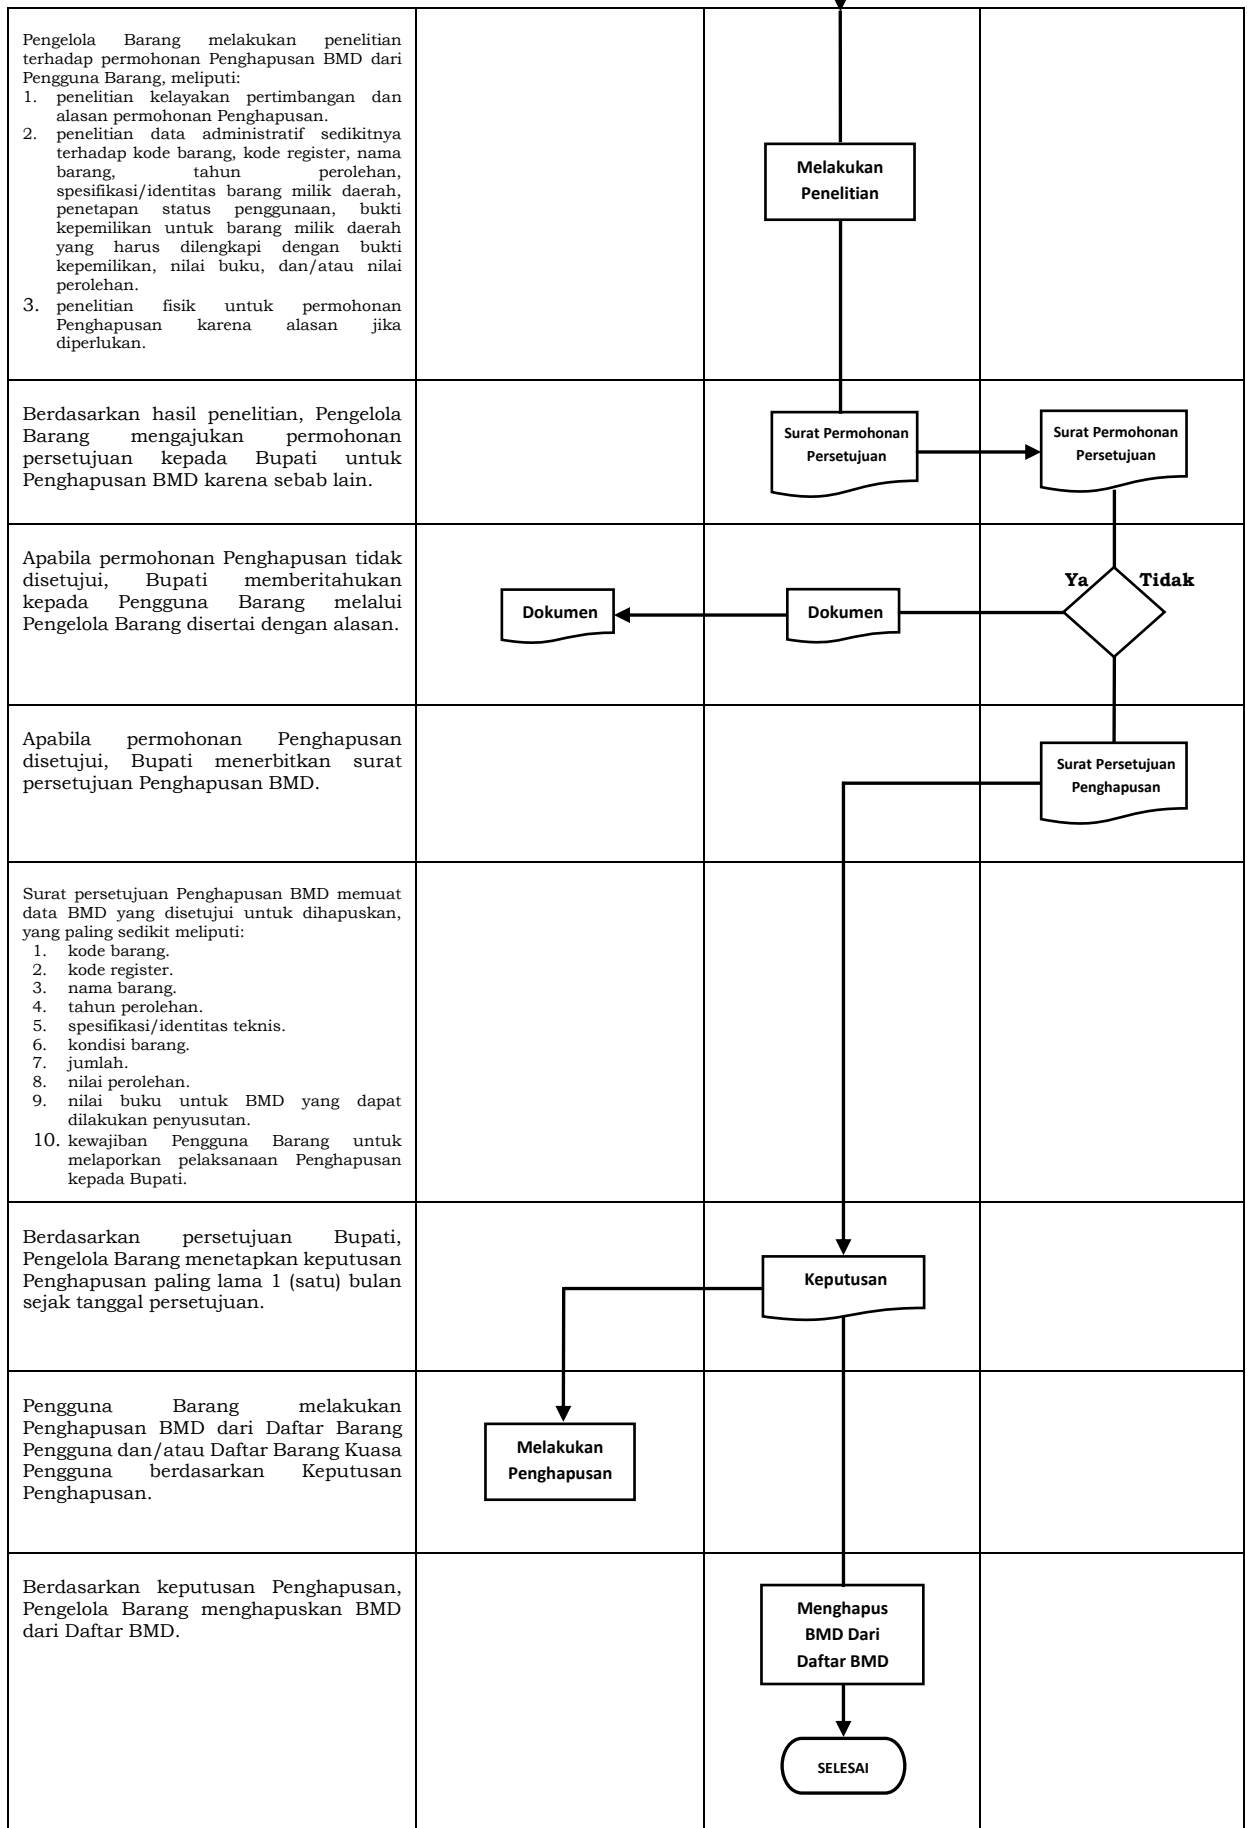 Pengelola Barang melakukan penelitian
terhadap permohonan Penghapusan BMD dari
Pengguna Barang, meliputi:
1. penelitian kelayakan pertimbangan dan
alasan permohonan Penghapusan.
2. penelitian data administratif sedikitnya
terhadap kode barang, kode register, nama
barang, tahun perolehan,
spesifikasi/identitas barang milik daerah,
penetapan status penggunaan, bukti
kepemilikan untuk barang milik daerah
yang harus dilengkapi dengan bukti
kepemilikan, nilai buku, dan/atau nilai
perolehan.
3. penelitian fisik untuk permohonan
Penghapusan karena alasan jika
diperlukan.
Melakukan
Penelitian
Berdasarkan hasil penelitian, Pengelola
Barang mengajukan permohonan
persetujuan kepada Bupati untuk
Penghapusan BMD karena sebab lain.
Surat Permohonan
Persetujuan
Surat Permohonan
Persetujuan
Apabila permohonan Penghapusan tidak
disetujui, Bupati memberitahukan
kepada Pengguna Barang melalui
Pengelola Barang disertai dengan alasan.
Dokumen
Dokumen
Ya
Tidak
Apabila permohonan Penghapusan
disetujui, Bupati menerbitkan surat
persetujuan Penghapusan BMD.
Surat Persetujuan
Penghapusan
Surat persetujuan Penghapusan BMD memuat
data BMD yang disetujui untuk dihapuskan,
yang paling sedikit meliputi:
1. kode barang.
2. kode register.
3. nama barang.
4. tahun perolehan.
5. spesifikasi/identitas teknis.
6. kondisi barang.
7. jumlah.
8. nilai perolehan.
9. nilai buku untuk BMD yang dapat
dilakukan penyusutan.
10. kewajiban Pengguna Barang untuk
melaporkan pelaksanaan Penghapusan
kepada Bupati.
Berdasarkan persetujuan Bupati,
Pengelola Barang menetapkan keputusan
Penghapusan paling lama 1 (satu) bulan
sejak tanggal persetujuan.
Keputusan
Pengguna Barang melakukan
Penghapusan BMD dari Daftar Barang
Pengguna dan/atau Daftar Barang Kuasa
Pengguna berdasarkan Keputusan
Penghapusan.
Melakukan
Penghapusan
Berdasarkan keputusan Penghapusan,
Pengelola Barang menghapuskan BMD
dari Daftar BMD.
Menghapus
BMD Dari
Daftar BMD
SELESAI